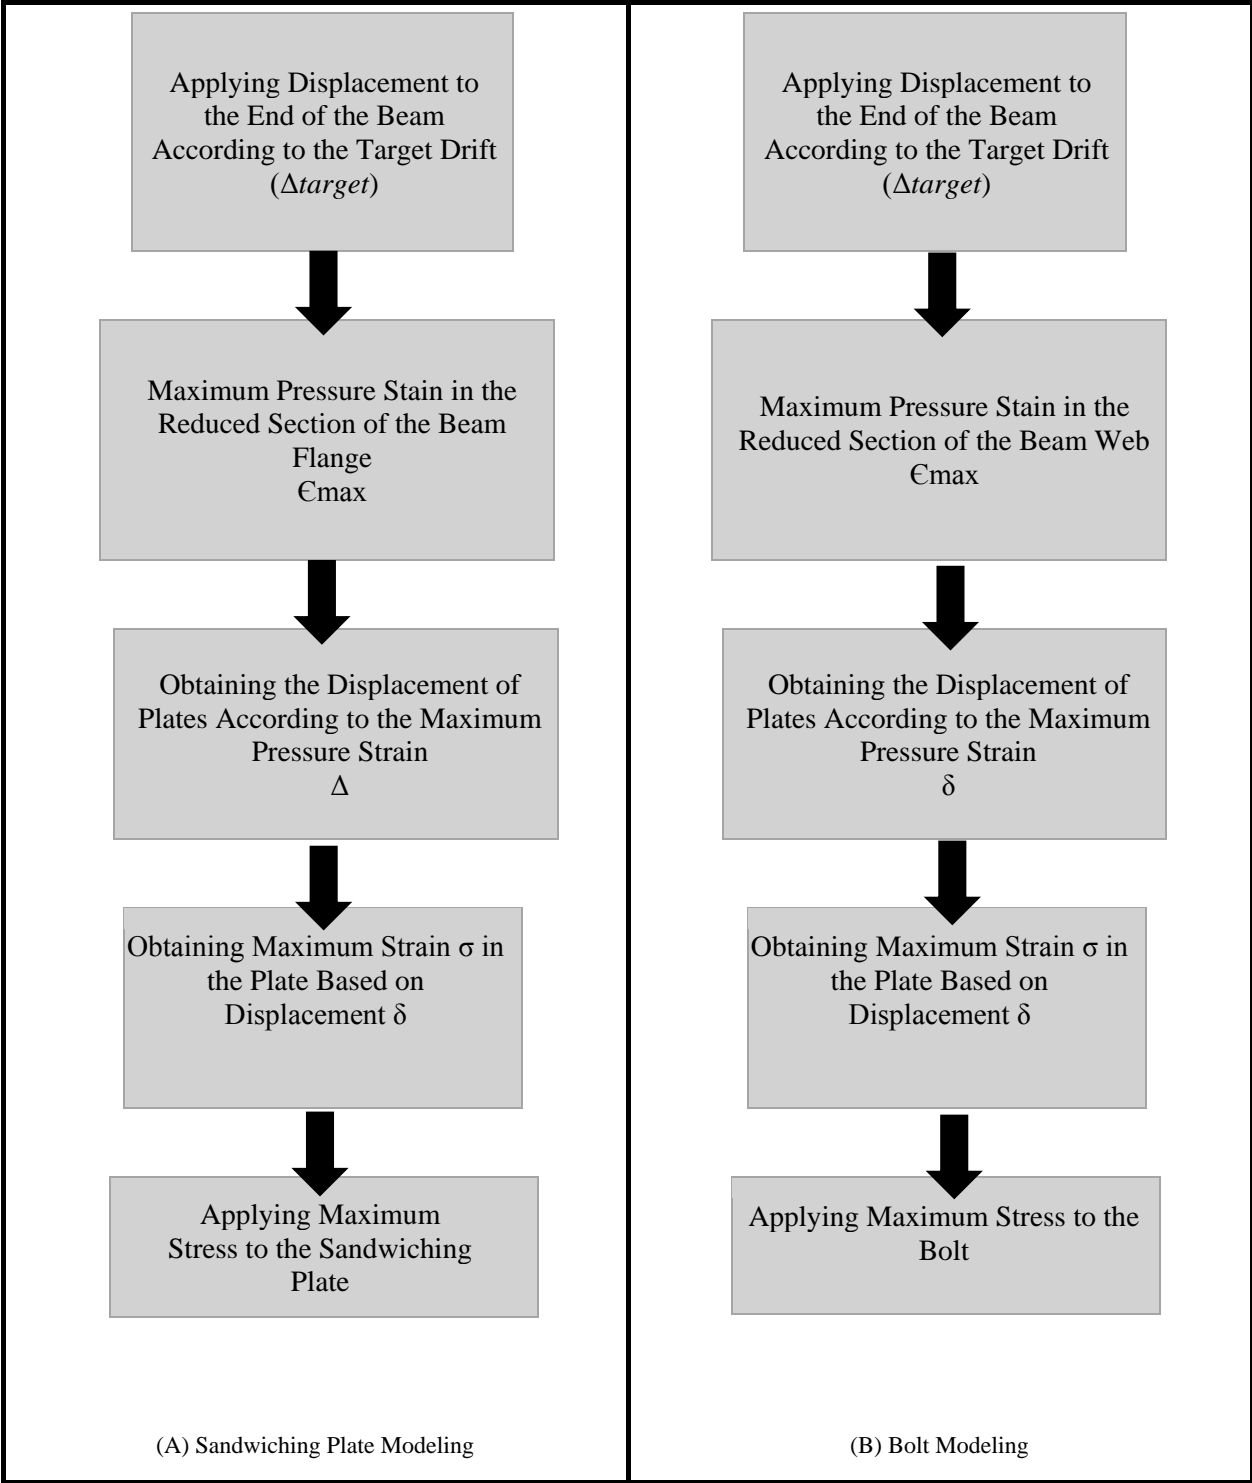 Applying Displacement to
the End of the Beam
According to the Target Drift
(Δtarget)
Maximum Pressure Stain in the
Reduced Section of the Beam
Flange
Єmax
Obtaining the Displacement of
Plates According to the Maximum
Pressure Strain
Δ
Obtaining Maximum Strain σ in
the Plate Based on
Displacement δ
Applying Maximum
Stress to the Sandwiching
Plate
(A) Sandwiching Plate Modeling
Applying Displacement to
the End of the Beam
According to the Target Drift
(Δtarget)
Maximum Pressure Stain in the
Reduced Section of the Beam Web
Єmax
Obtaining the Displacement of
Plates According to the Maximum
Pressure Strain
δ
Obtaining Maximum Strain σ in
the Plate Based on
Displacement δ
Applying Maximum Stress to the
Bolt
(B) Bolt Modeling